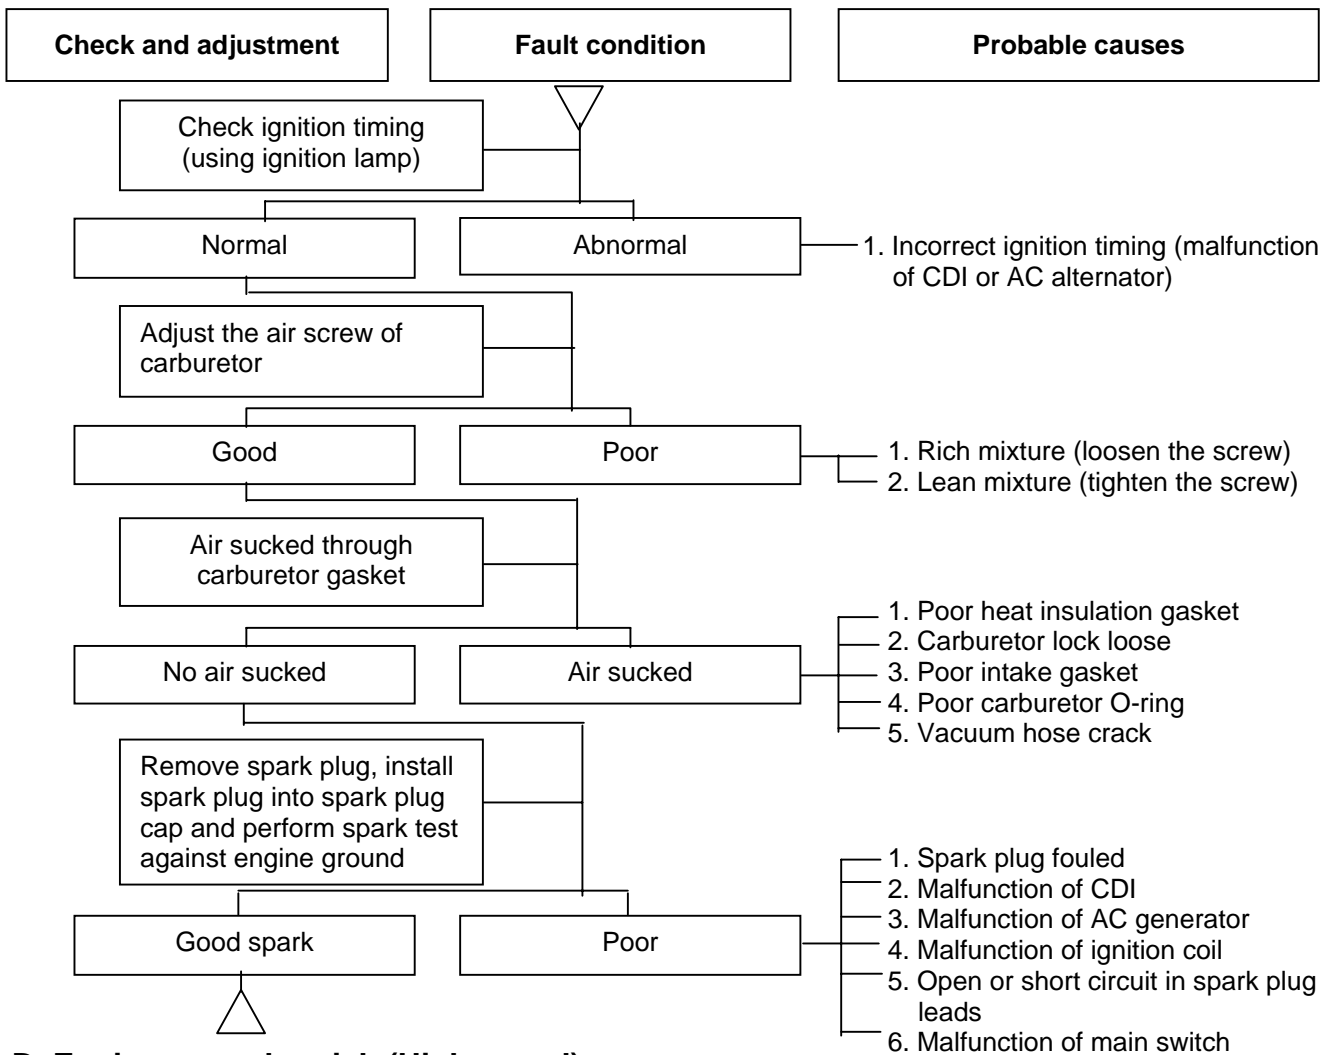 Check and adjustment
Fault condition
Probable causes
Check ignition timing
(using ignition lamp)
Normal
Abnormal
1. Incorrect ignition timing (malfunction
of CDI or AC alternator)
Adjust the air screw of
carburetor
Good
Poor
1. Rich mixture (loosen the screw)
2. Lean mixture (tighten the screw)
Air sucked through
carburetor gasket
No air sucked
Air sucked
1. Poor heat insulation gasket
2. Carburetor lock loose
3. Poor intake gasket
4. Poor carburetor O-ring
5. Vacuum hose crack
Remove spark plug, install
spark plug into spark plug
cap and perform spark test
against engine ground
Good spark
Poor
1. Spark plug fouled
2. Malfunction of CDI
3. Malfunction of AC generator
4. Malfunction of ignition coil
5. Open or short circuit in spark plug
leads
6. Malfunction of main switch